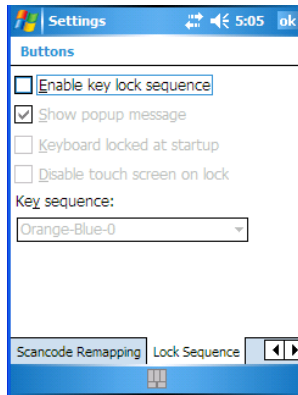 Settings 5:05 ok
Buttons
Enable key lock sequence
Show popup message
Keyboard locked at startup
Disable touch screen on lock
Key sequence:
Orange-Blue-0
Scancode Remapping Lock Sequence